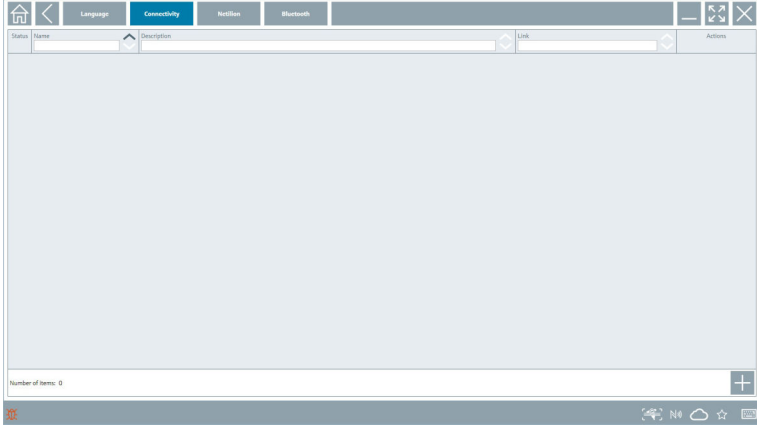 Language Connectivity Netilion Bluetooth
Status Name Description Link Actions
Number of items: 0